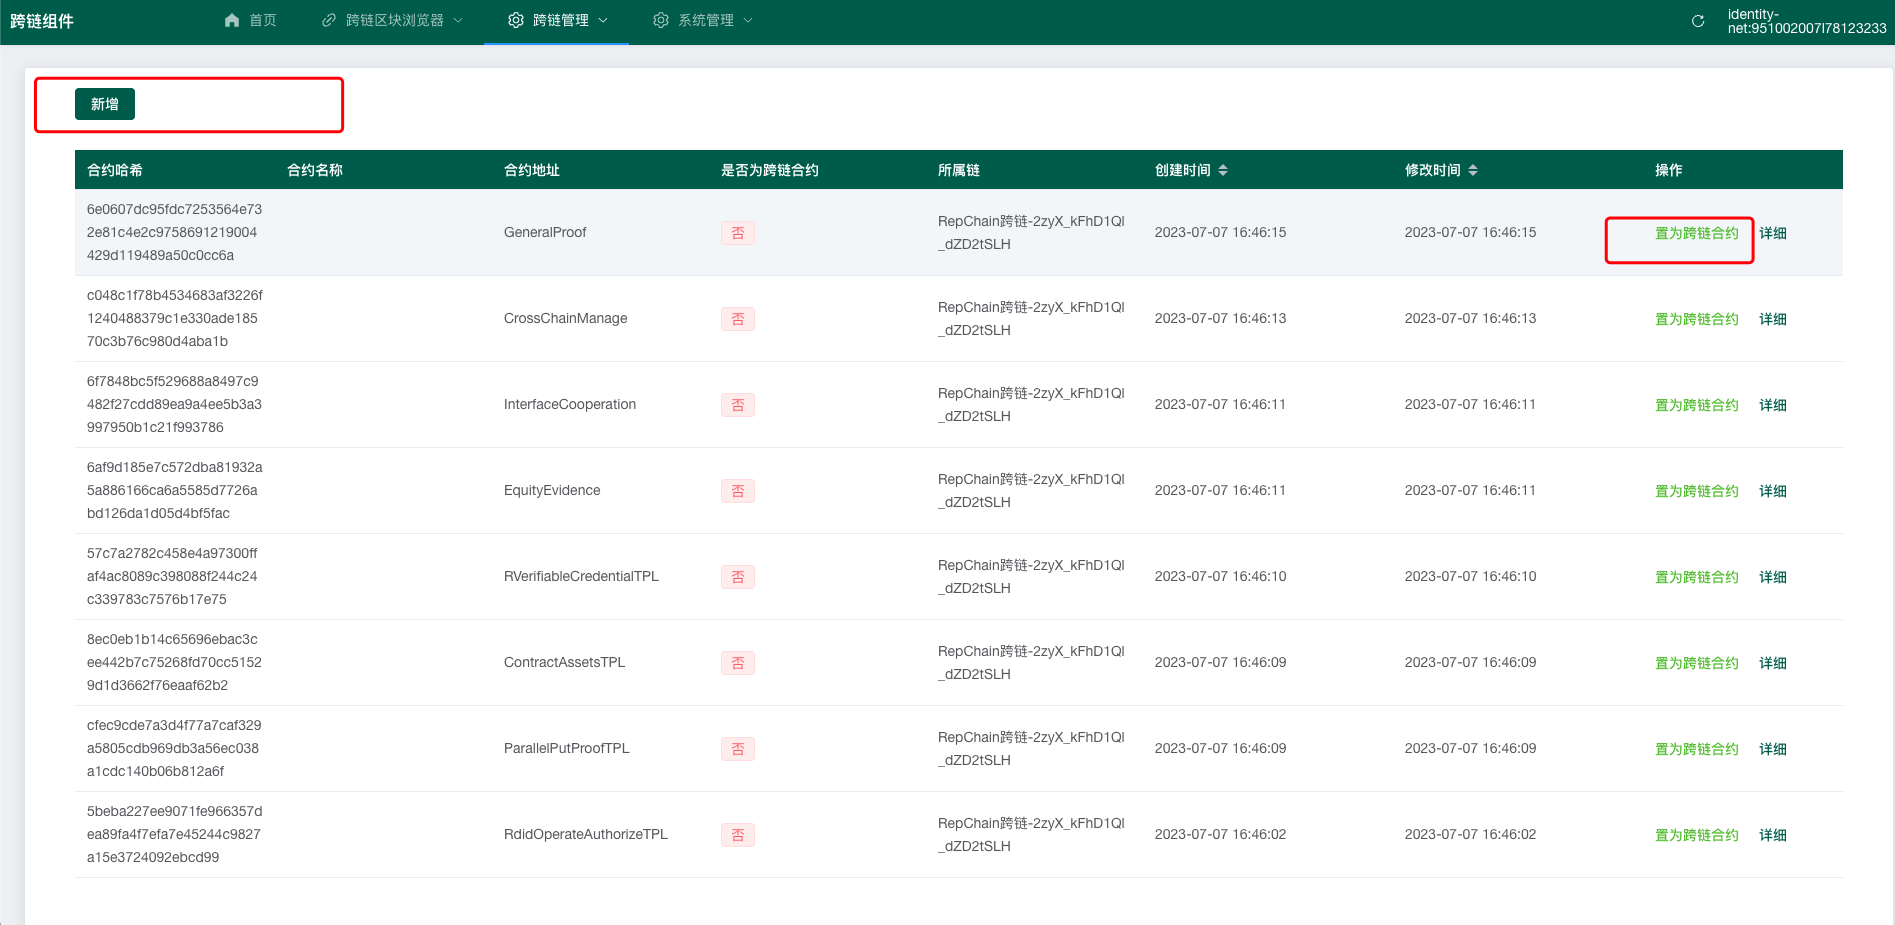 跨链组件 首页 跨链区块浏览器 跨链管理 系统管理 identity-
net:951002007l78123233
新增
合约哈希 合约名称 合约地址 是否为跨链合约 所属链 创建时间 修改时间 操作
6e0607dc95fdc7253564e73
2e81c4e2c9758691219004
429d119489a50c0cc6a
GeneralProof
否
RepChain跨链-2zyX_kFhD1Ql
_dZD2tSLH
2023-07-07 16:46:15
2023-07-07 16:46:15
置为跨链合约 详细
c048c1f78b4534683af3226f
1240488379c1e330ade185
70c3b76c980d4aba1b
CrossChainManage
否
RepChain跨链-2zyX_kFhD1Ql
_dZD2tSLH
2023-07-07 16:46:13
2023-07-07 16:46:13
置为跨链合约 详细
6f7848bc5f529688a8497c9
482f27cdd89ea9a4ee5b3a3
997950b1c21f993786
InterfaceCooperation
否
RepChain跨链-2zyX_kFhD1Ql
_dZD2tSLH
2023-07-07 16:46:11
2023-07-07 16:46:11
置为跨链合约 详细
6af9d185e7c572dba81932a
5a886166ca6a5585d7726a
bd126da1d05d4bf5fac
EquityEvidence
否
RepChain跨链-2zyX_kFhD1Ql
_dZD2tSLH
2023-07-07 16:46:11
2023-07-07 16:46:11
置为跨链合约 详细
57c7a2782c458e4a97300ff
af4ac8089c398088f244c24
c339783c7576b17e75
RVerifiableCredentialTPL
否
RepChain跨链-2zyX_kFhD1Ql
_dZD2tSLH
2023-07-07 16:46:10
2023-07-07 16:46:10
置为跨链合约 详细
8ec0eb1b14c65696ebac3c
ee442b7c75268fd70cc5152
9d1d3662f76eaaf62b2
ContractAssetsTPL
否
RepChain跨链-2zyX_kFhD1Ql
_dZD2tSLH
2023-07-07 16:46:09
2023-07-07 16:46:09
置为跨链合约 详细
cfec9cde7a3d4f77a7caf329
a5805cdb969db3a56ec038
a1cdc140b06b812a6f
ParallelPutProofTPL
否
RepChain跨链-2zyX_kFhD1Ql
_dZD2tSLH
2023-07-07 16:46:09
2023-07-07 16:46:09
置为跨链合约 详细
5beba227ee9071fe966357d
ea89fa4f7efa7e45244c9827
a15e3724092ebcd99
RdidOperateAuthorizeTPL
否
RepChain跨链-2zyX_kFhD1Ql
_dZD2tSLH
2023-07-07 16:46:02
2023-07-07 16:46:02
置为跨链合约 详细